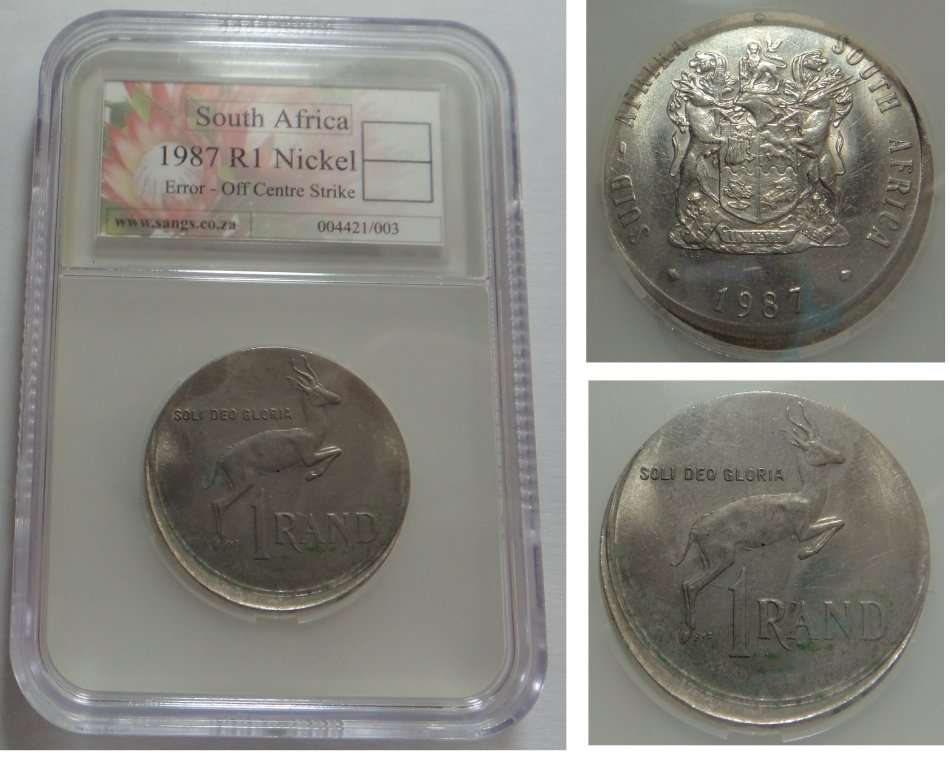 South Africa
1987 R1 Nickel
Error - Off Centre Strike
www.sangs.co.za
004421/003
SOLI DEO GLORIA
1 RAND
SUID-AFRIKA
SOUTH AFRICA
1987
SOLI DEO GLORIA
1 RAND